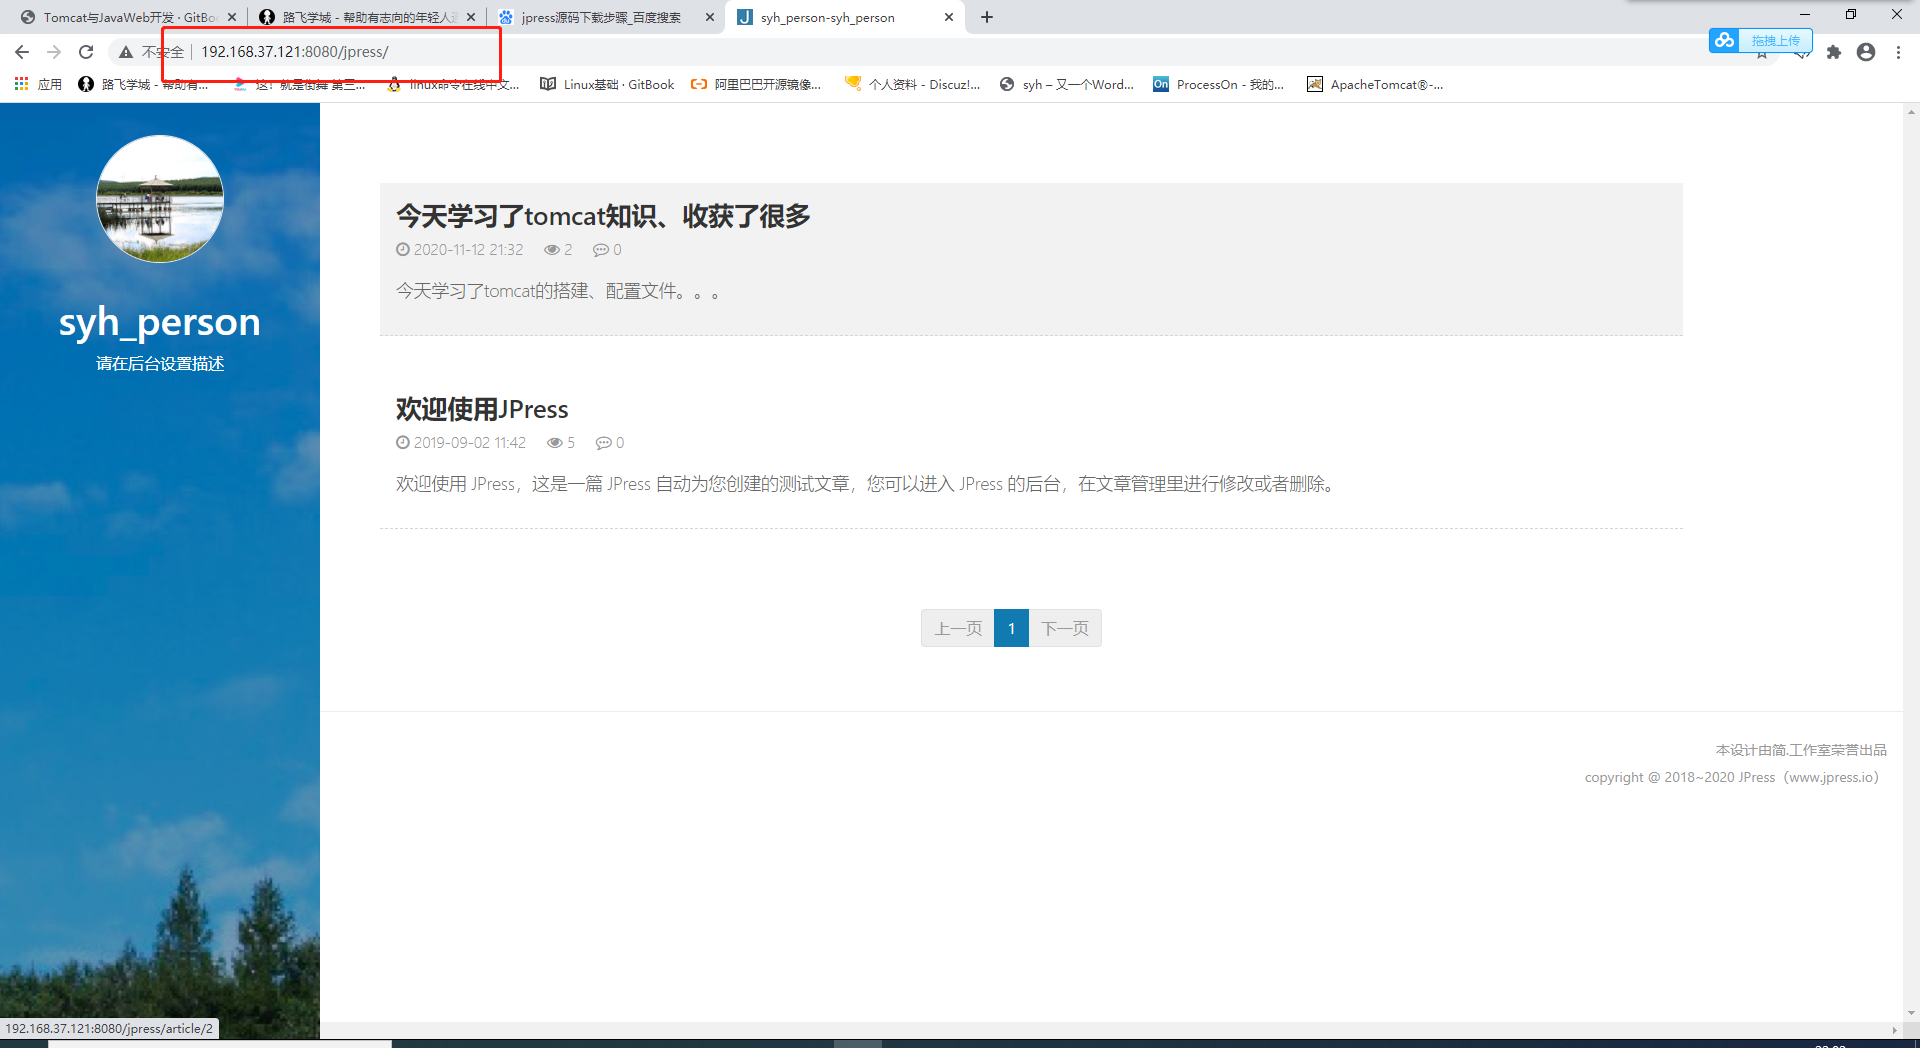 Tomcat与JavaWeb开发 · GitBo
路飞学城 - 帮助有志向的年轻人
jpress源码下载步骤_百度搜索
syh_person-syh_person
不安全 | 192.168.37.121:8080/jpress/
拖拽上传
应用
路飞学城 - 帮助有...
这！就是街舞 第三...
linux命令在线中文...
Linux基础 · GitBook
阿里巴巴开源镜像...
个人资料 - Discuz!...
syh – 又一个Word...
On
ProcessOn - 我的...
ApacheTomcat®-...
syh_person
请在后台设置描述
今天学习了tomcat知识、收获了很多
2020-11-12 21:32 2 0
今天学习了tomcat的搭建、配置文件。。。
欢迎使用JPress
2019-09-02 11:42 5 0
欢迎使用 JPress，这是一篇 JPress 自动为您创建的测试文章，您可以进入 JPress 的后台，在文章管理里进行修改或者删除。
上一页 1 下一页
本设计由简.工作室荣誉出品
copyright @ 2018~2020 JPress（www.jpress.io）
192.168.37.121:8080/jpress/article/2